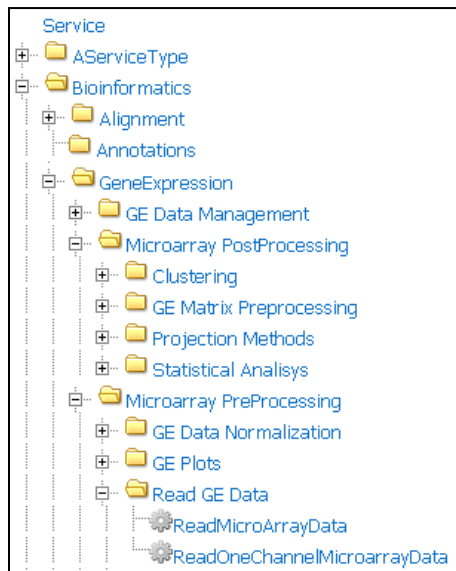 Service
AServiceType
Bioinformatics
Alignment
Annotations
GeneExpression
GE Data Management
Microarray PostProcessing
Clustering
GE Matrix Preprocessing
Projection Methods
Statistical Analisys
Microarray PreProcessing
GE Data Normalization
GE Plots
Read GE Data
ReadMicroArrayData
ReadOneChannelMicroarrayData